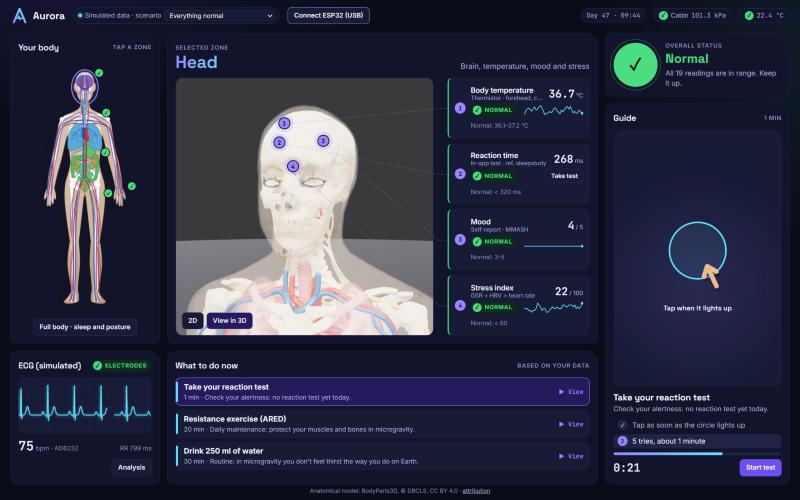 Aurora
Simulated data · scenario Everything normal
Connect ESP32 (USB)
Day 47 · 09:44
Cabin 101.3 kPa
22.4 °C
Your body
TAP A ZONE
Full body · sleep and posture
SELECTED ZONE
Head
Brain, temperature, mood and stress
1
2
3
4
2D
View in 3D
1
Body temperature
Thermistor · forehead, c...
36.7 °C
NORMAL
Normal: 36.1–37.2 °C
2
Reaction time
In-app test · ref. sleepstudy
268 ms
NORMAL
Take test
Normal: < 320 ms
3
Mood
Self-report · MMASH
4 / 5
NORMAL
Normal: 3–5
4
Stress index
GSR + HRV + heart rate
22 / 100
NORMAL
Normal: < 60
OVERALL STATUS
Normal
All 19 readings are in range. Keep
it up.
Guide
1 MIN
Tap when it lights up
Take your reaction test
Check your alertness: no reaction test yet today.
Tap as soon as the circle lights up
2 5 tries, about 1 minute
0:21
Start test
ECG (simulated)
ELECTRODES
75 bpm · AD8232
RR 799 ms
Analysis
What to do now
BASED ON YOUR DATA
Take your reaction test
1 min · Check your alertness: no reaction test yet today.
▶ View
Resistance exercise (ARED)
20 min · Daily maintenance: protect your muscles and bones in microgravity.
▶ View
Drink 250 ml of water
30 min · Routine: in microgravity you don't feel thirst the way you do on Earth.
▶ View
Anatomical model: BodyParts3D, © DBCLS, CC BY 4.0 · attribution